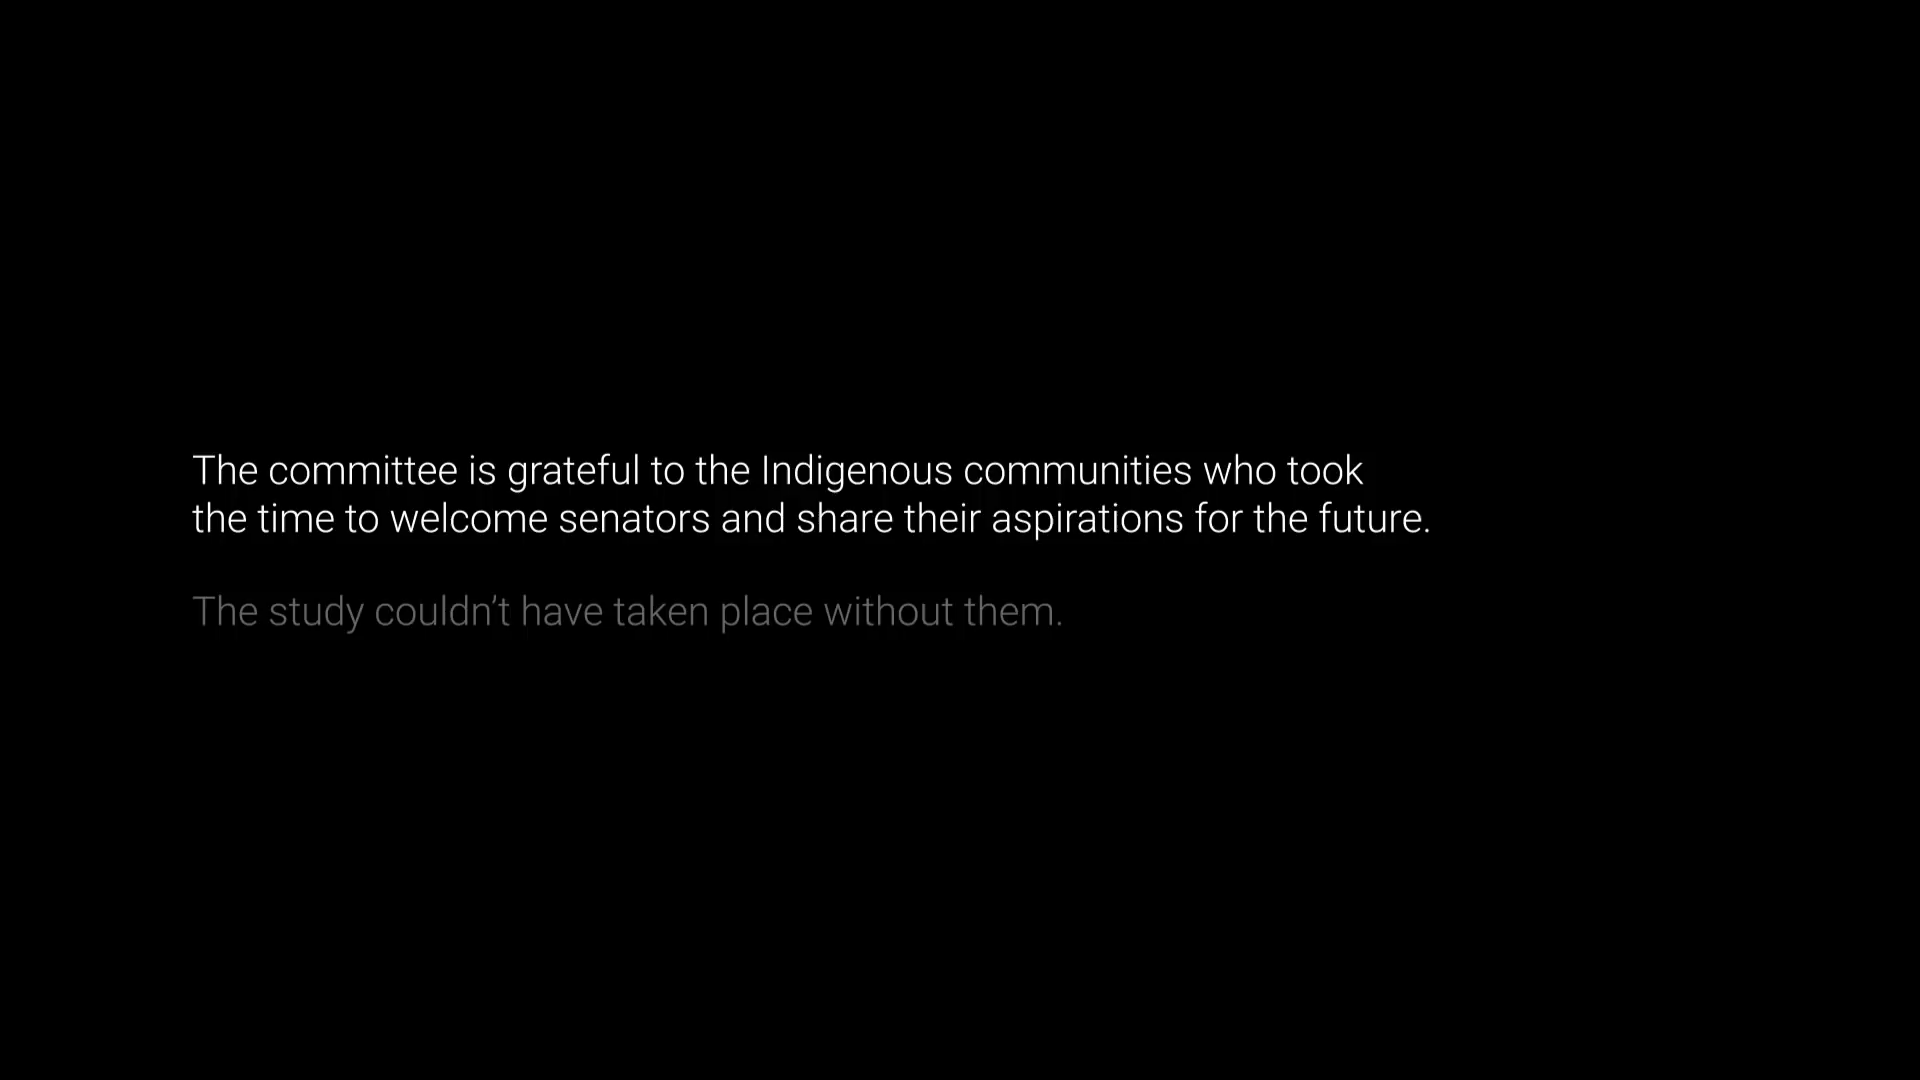 The committee is grateful to the Indigenous communities who took
the time to welcome senators and share their aspirations for the future.
The study couldn’t have taken place without them.